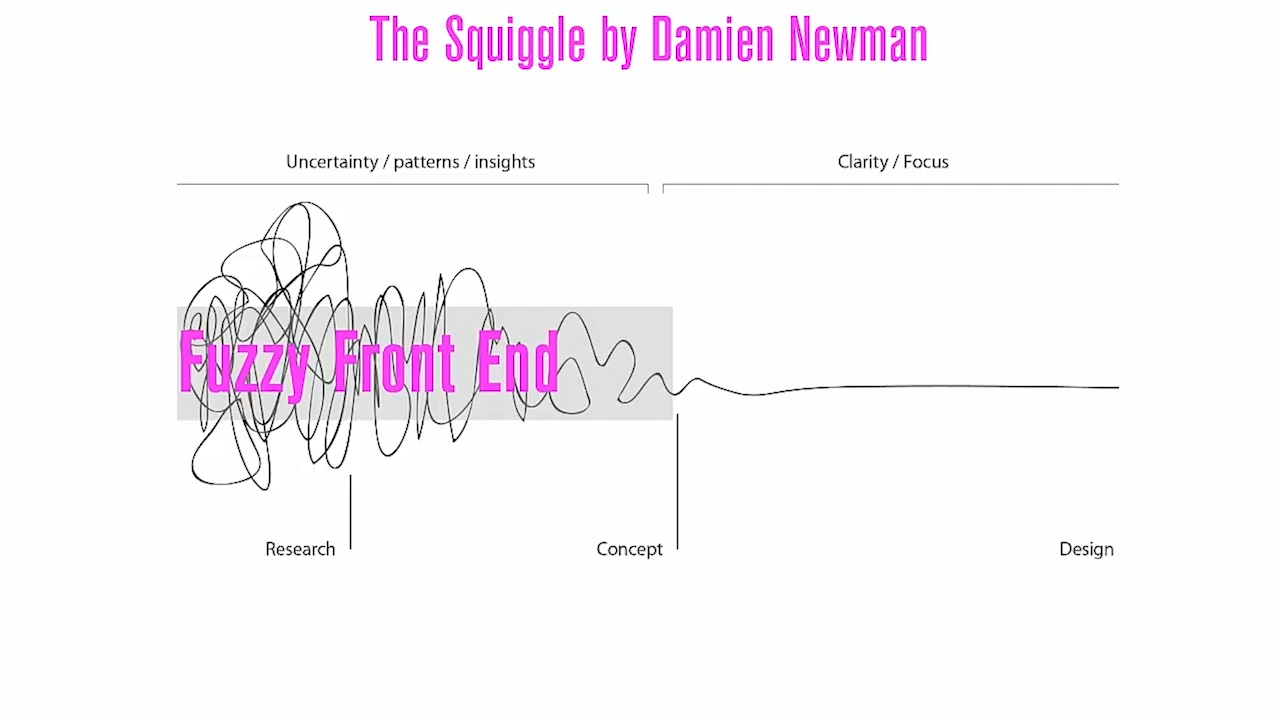 The Squiggle by Damien Newman
Uncertainty / patterns / insights
Clarity / Focus
Fuzzy Front End
Research
Concept
Design